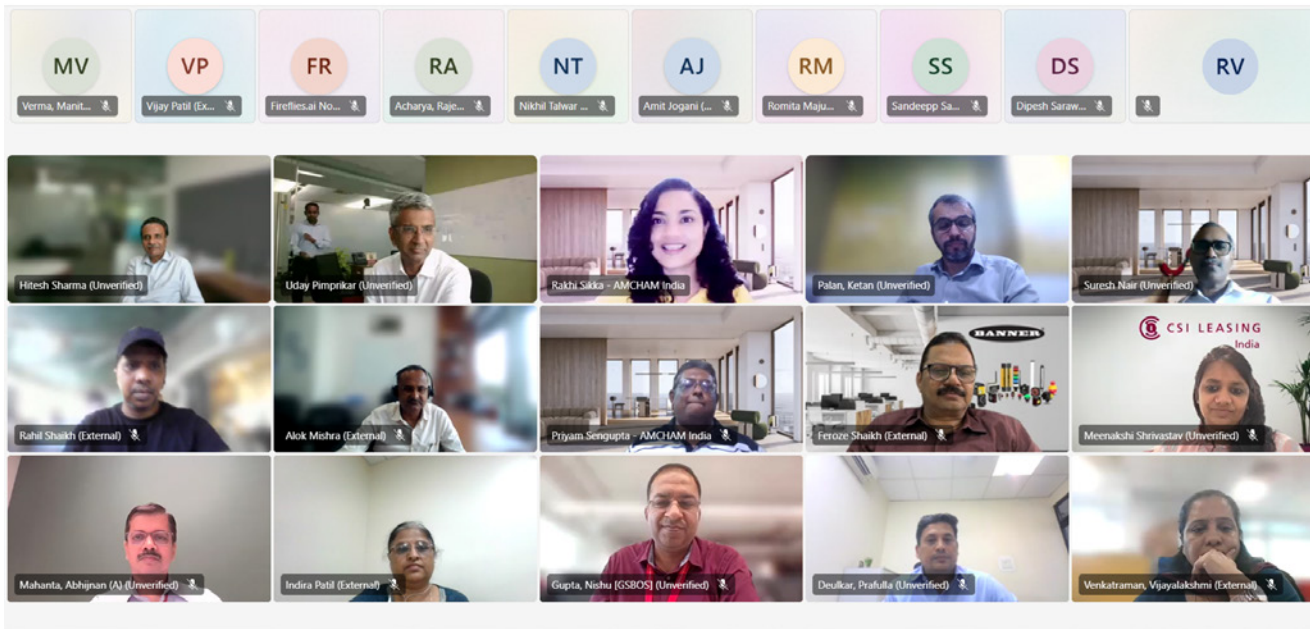 MV
VP
FR
RA
NT
AJ
RM
SS
DS
RV
Verma, Manit...
Vijay Patil (Ex...
Fireflies.ai No...
Acharya, Raje...
Nikhil Talwar ...
Amit Jogani (...
Romita Maju...
Sandeepp Sa...
Dipesh Saraw...
BANNER
CSI LEASING
India
Hitesh Sharma (Unverified)
Uday Pimprikar (Unverified)
Rakhi Sikka - AMCHAM India
Palan, Ketan (Unverified)
Suresh Nair (Unverified)
Rahil Shaikh (External)
Alok Mishra (External)
Priyam Sengupta - AMCHAM India
Feroze Shaikh (External)
Meenakshi Shrivastav (Unverified)
Mahanta, Abhijnan (A) (Unverified)
Indira Patil (External)
Gupta, Nishu [GSBOS] (Unverified)
Deulkar, Prafulla (Unverified)
Venkatraman, Vijayalakshmi (External)